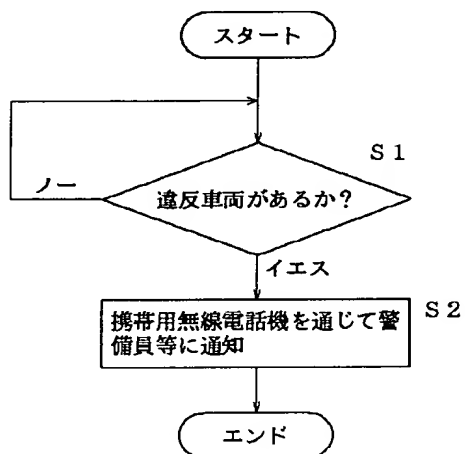 スタート
S1
違反車両があるか?
ノー
イエス
S2
携帯用無線電話機を通じて警
備員等に通知
エンド